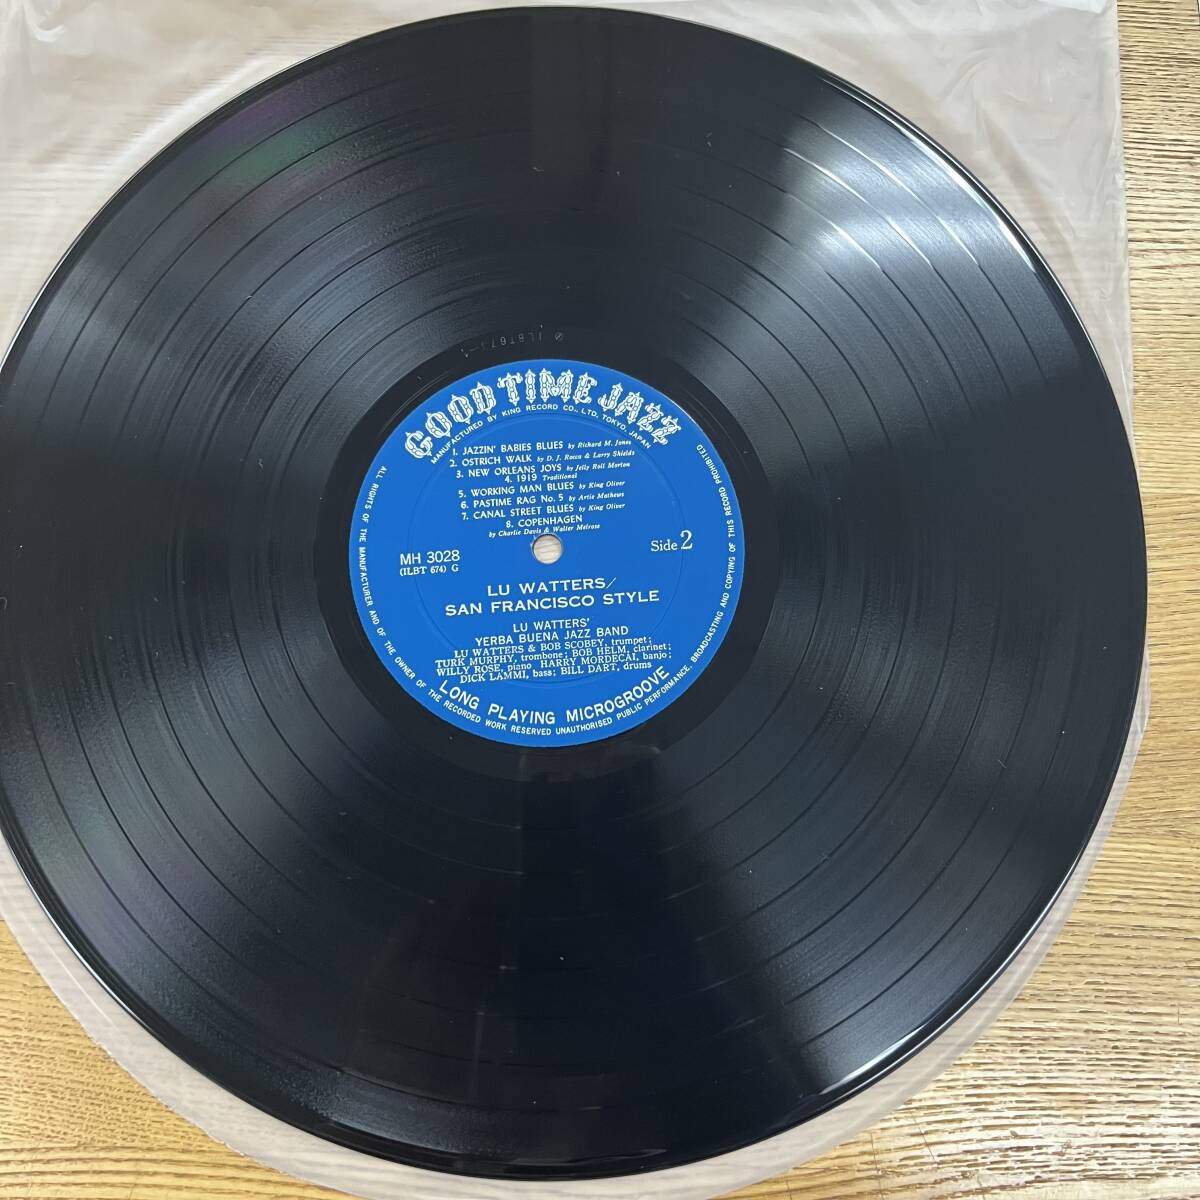 GOOD TIME JAZZ
MANUFACTURED BY KING RECORD CO., LTD. TOKYO, JAPAN
1. JAZZIN' BABIES BLUES by Richard M. Jones
2. OSTRICH WALK by D. J. Rocca & Larry Shields
3. NEW ORLEANS JOYS by Jelly Roll Morton
4. 1919 Traditional
5. WORKING MAN BLUES by King Oliver
6. PASTIME RAG No. 5 by Artie Mathews
7. CANAL STREET BLUES by King Oliver
8. COPENHAGEN
by Charlie Davis & Walter Melrose
MH 3028
(ILBT 674) G
Side 2
LU WATTERS/
SAN FRANCISCO STYLE
LU WATTERS'
YERBA BUENA JAZZ BAND
LU WATTERS & BOB SCOBEY, trumpet;
TURK MURPHY, trombone; BOB HELM, clarinet;
WILLY ROSE, piano HARRY MORDECAI, banjo;
DICK LAMMI, bass; BILL DART, drums
LONG PLAYING MICROGROOVE
ALL RIGHTS OF THE MANUFACTURER AND OF THE OWNER OF THE RECORDED WORK RESERVED UNAUTHORISED PUBLIC PERFORMANCE, BROADCASTING AND COPYING OF THIS RECORD PROHIBITED